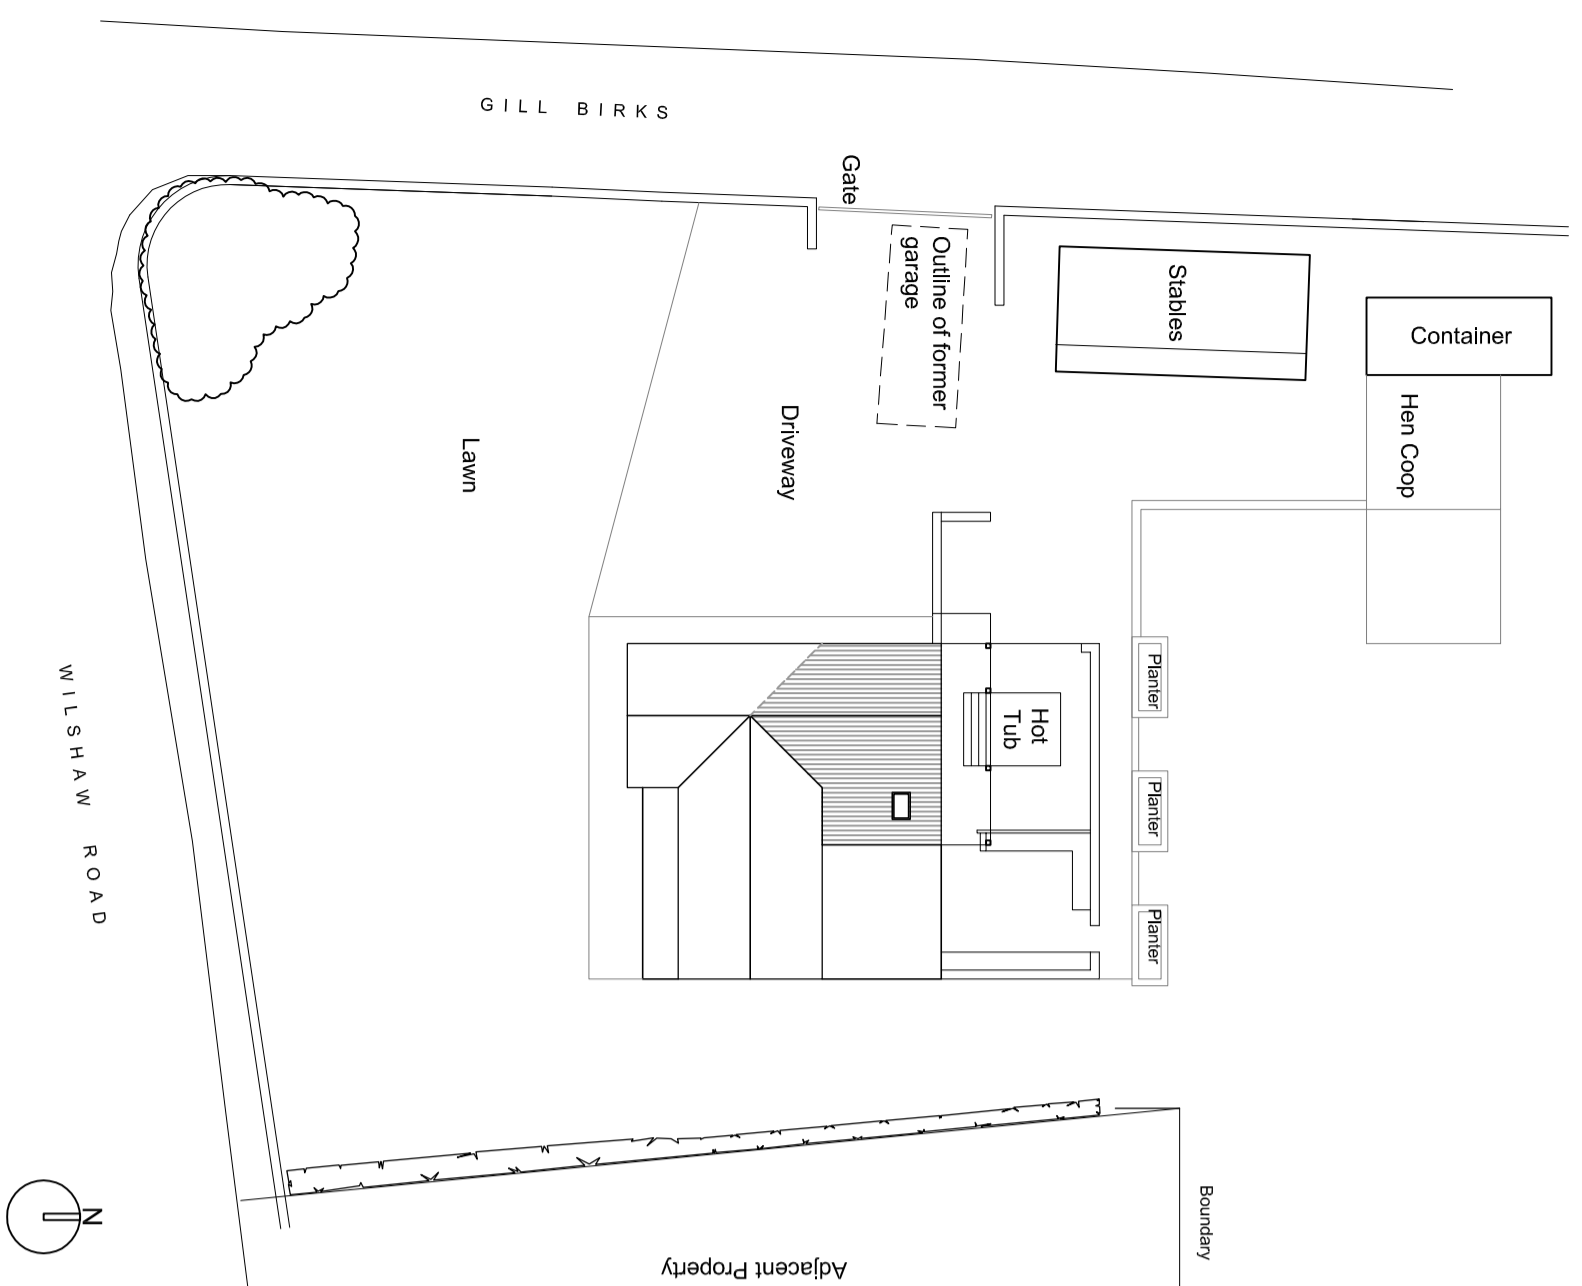 GILL BIRKS
Gate
Outline of former
garage
Stables
Container
Hen Coop
Driveway
Lawn
Planter
Hot
Tub
Planter
Planter
WILSHAW ROAD
Boundary
Adjacent Property
N